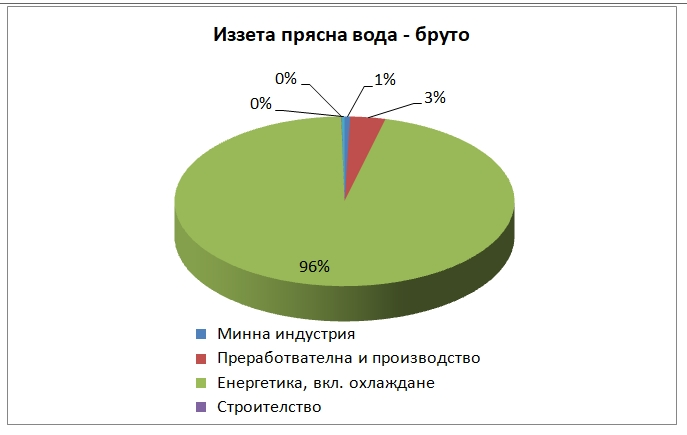 Иззета прясна вода - бруто
0%
1%
0%
3%
96%
Минна индустрия
Преработвателна и производство
Енергетика, вкл. охлаждане
Строителство